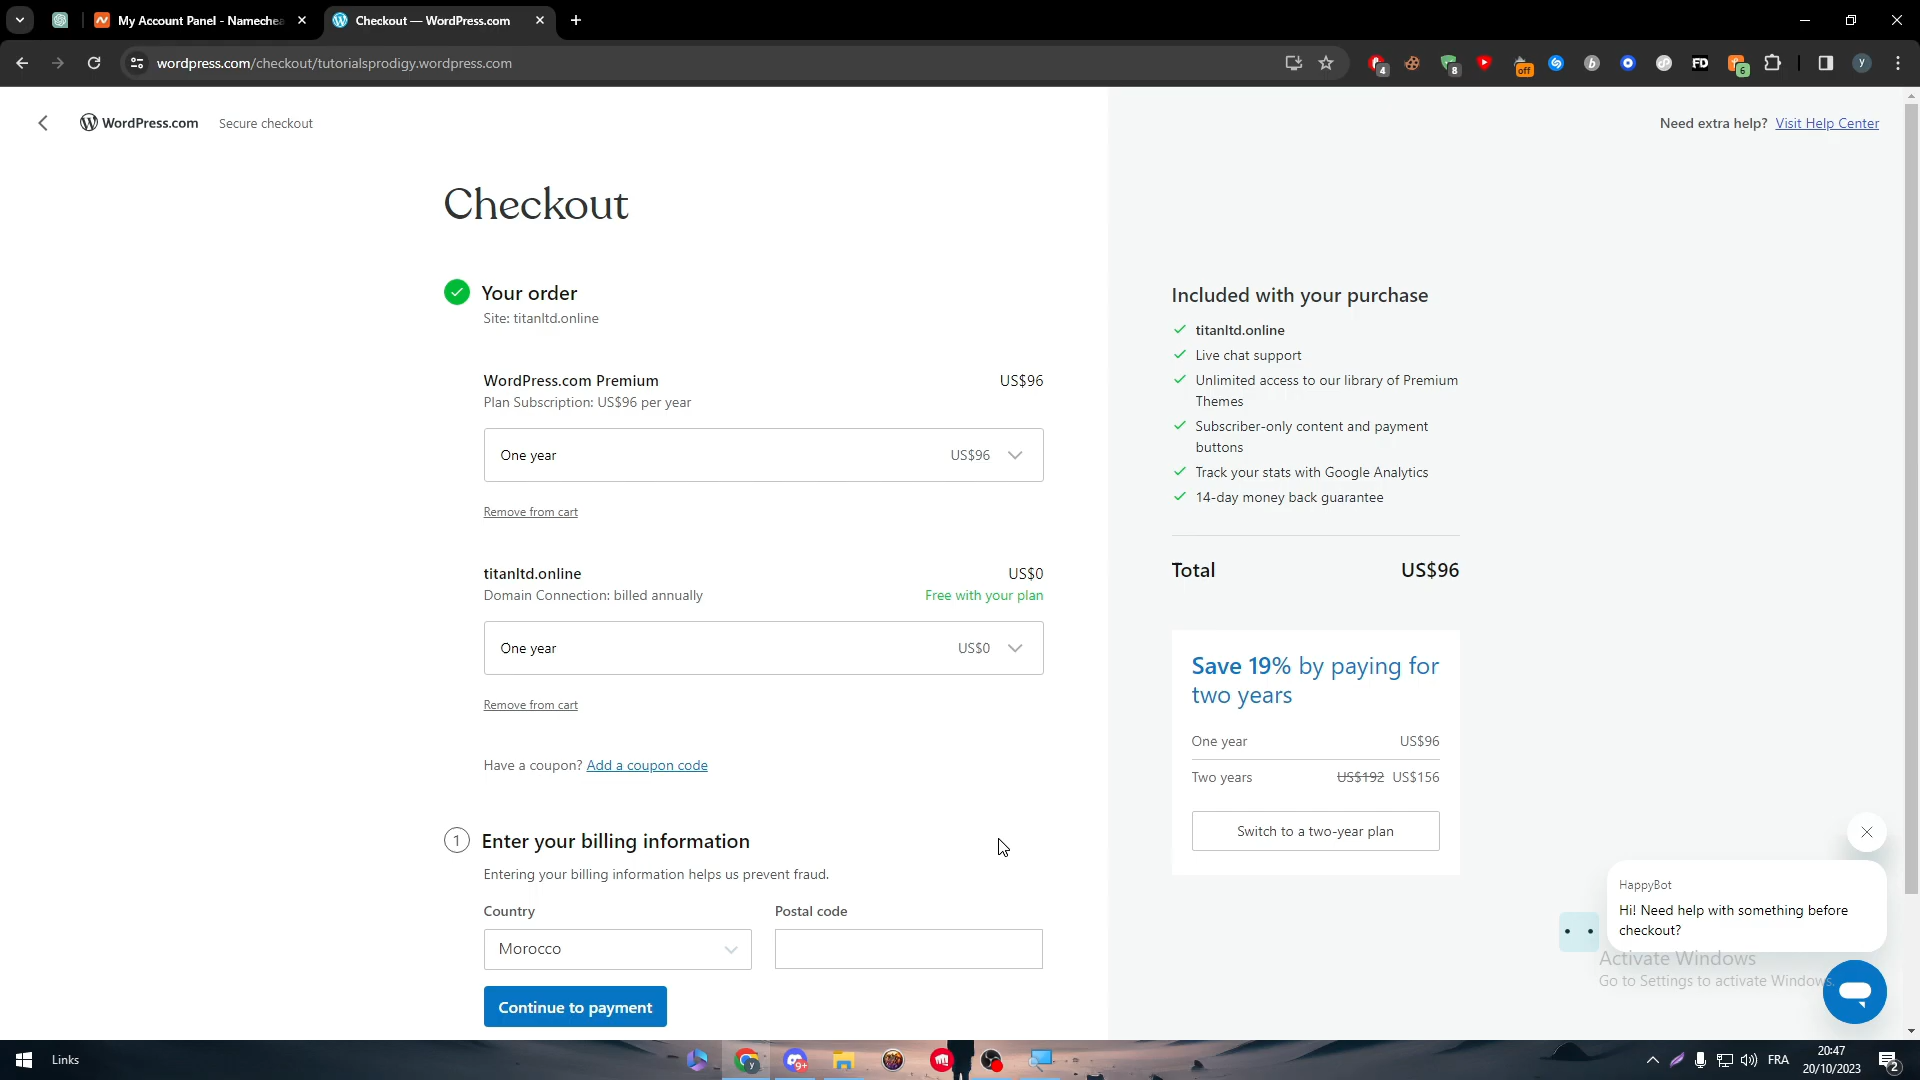 My Account Panel - Namechea
Checkout — WordPress.com
wordpress.com/checkout/tutorialsprodigy.wordpress.com
4
8
off
FD
6
y
WordPress.com
Secure checkout
Need extra help? Visit Help Center
Checkout
Your order
Site: titanltd.online
WordPress.com Premium US$96
Plan Subscription: US$96 per year
One year US$96
Remove from cart
titanltd.online US$0
Domain Connection: billed annually Free with your plan
One year US$0
Remove from cart
Have a coupon? Add a coupon code
1 Enter your billing information
Entering your billing information helps us prevent fraud.
Country Postal code
Morocco
Continue to payment
Included with your purchase
titanltd.online
Live chat support
Unlimited access to our library of Premium
Themes
Subscriber-only content and payment
buttons
Track your stats with Google Analytics
14-day money back guarantee
Total US$96
Save 19% by paying for
two years
One year US$96
Two years US$192 US$156
Switch to a two-year plan
HappyBot
Hi! Need help with something before
checkout?
Activate Windows
Go to Settings to activate Windows.
Links
y
9+
FRA
20:47
20/10/2023
2